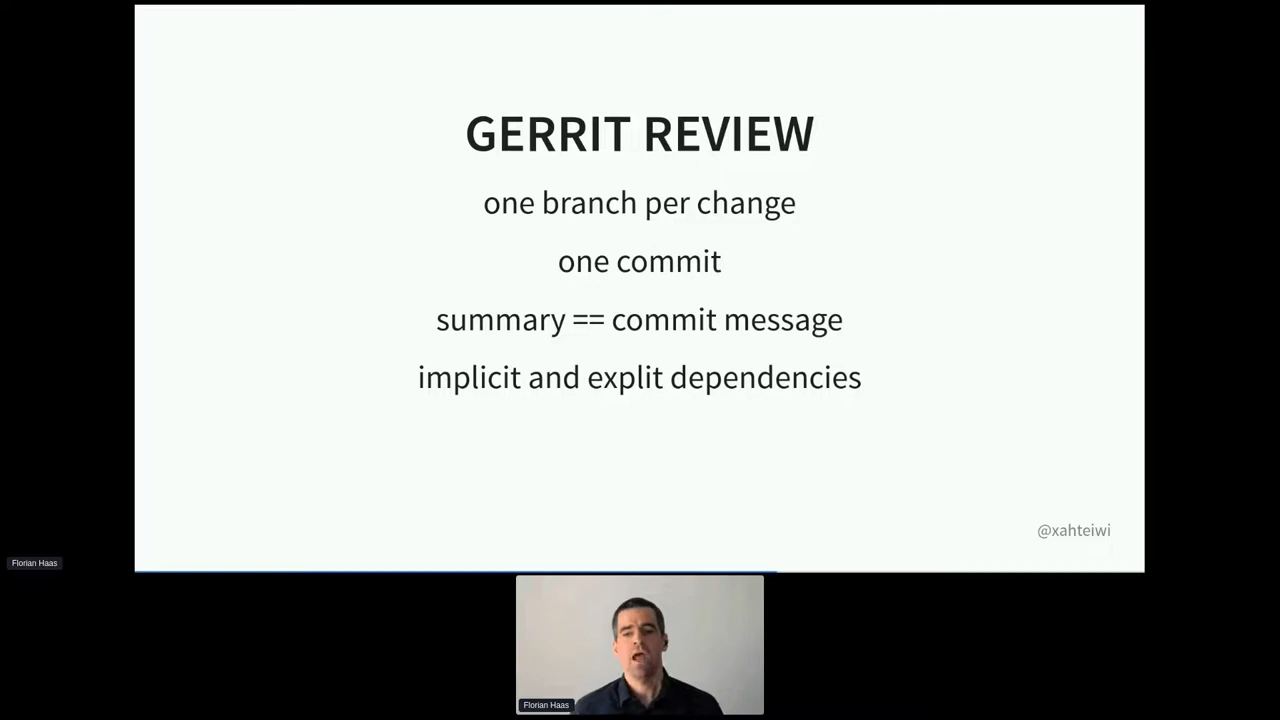 GERRIT REVIEW
one branch per change
one commit
summary == commit message
implicit and explit dependencies
@xahteiwi
Florian Haas
Florian Haas